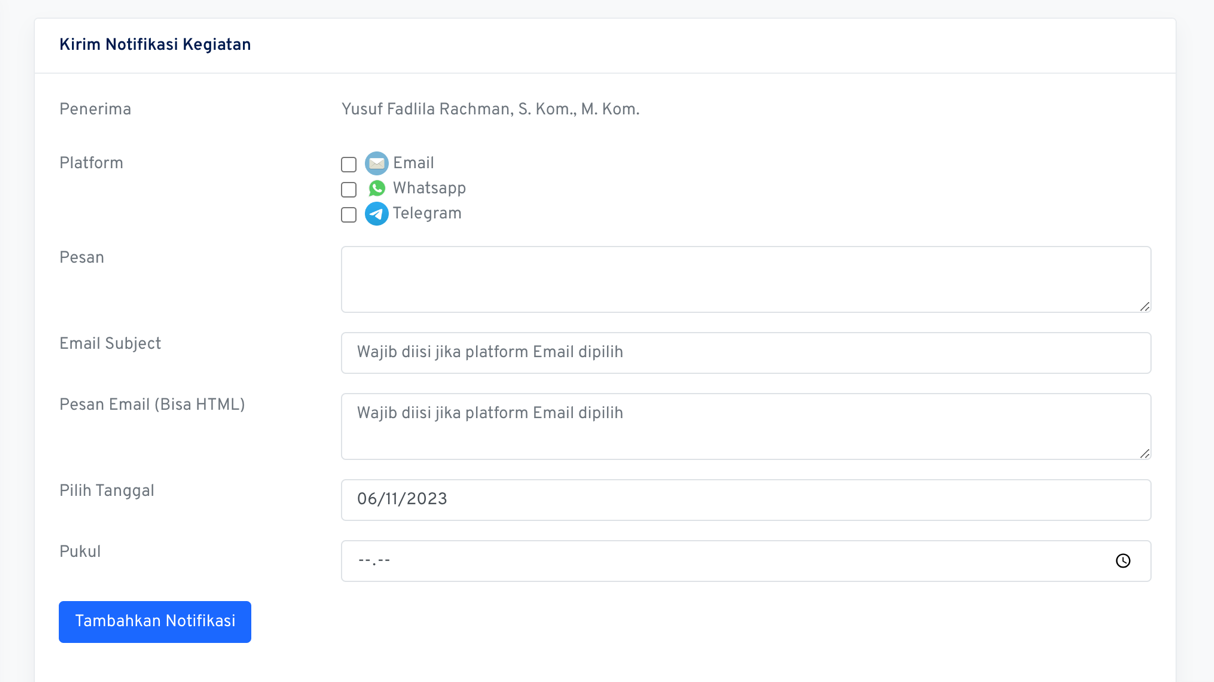 Kirim Notifikasi Kegiatan
Penerima
Yusuf Fadlila Rachman, S. Kom., M. Kom.
Platform
Email
Whatsapp
Telegram
Pesan
Email Subject
Wajib diisi jika platform Email dipilih
Pesan Email (Bisa HTML)
Wajib diisi jika platform Email dipilih
Pilih Tanggal
06/11/2023
Pukul
--.--
Tambahkan Notifikasi